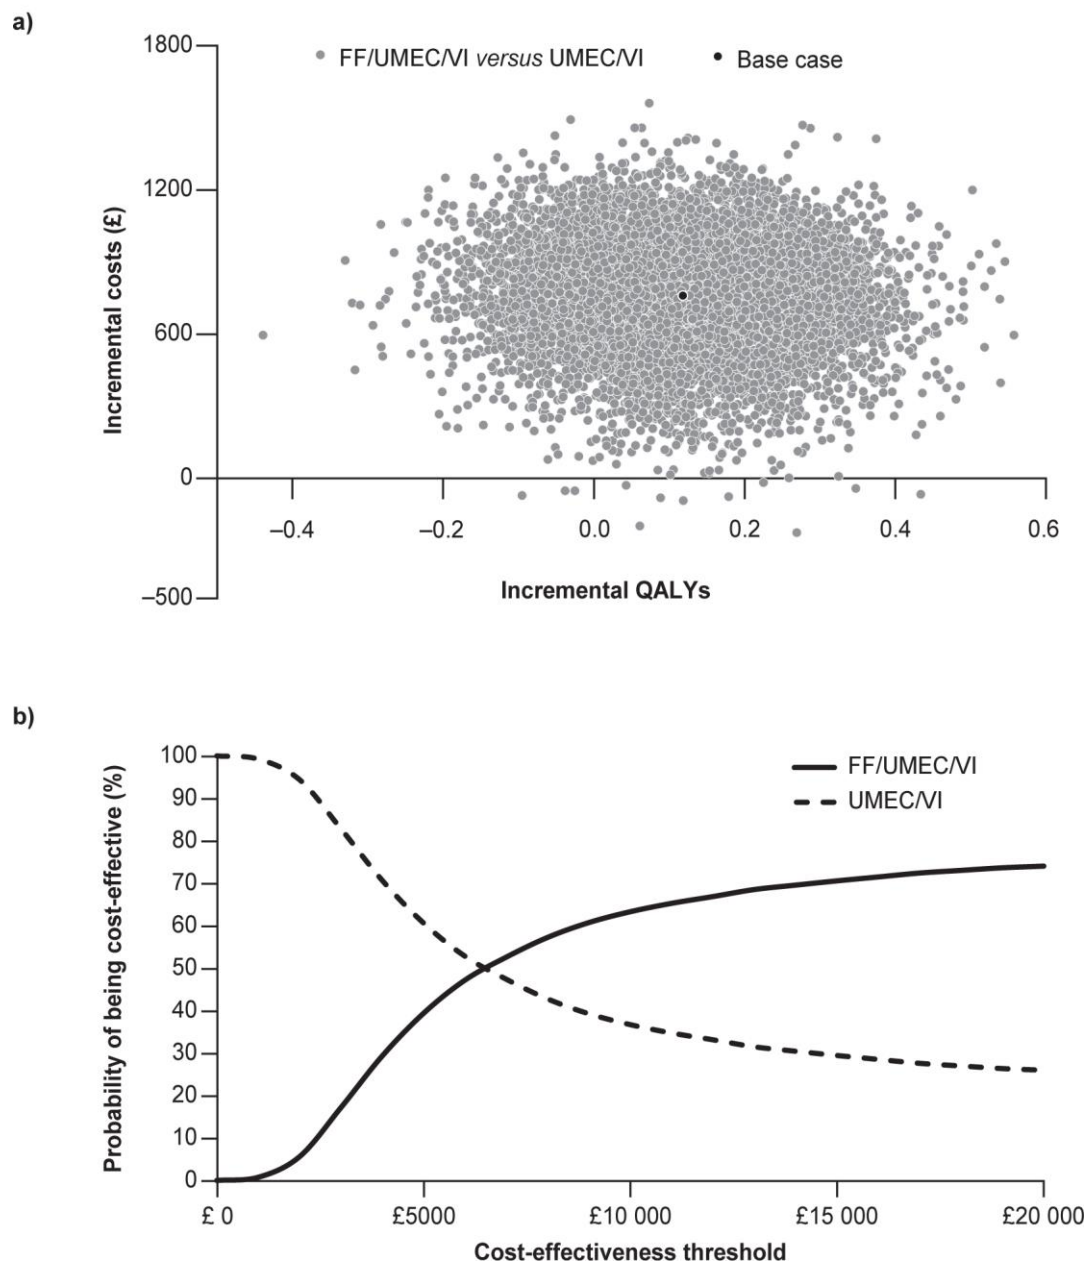 a)
1800
FF/UMEC/VI versus UMEC/VI
Base case
1200
600
0
–500
Incremental costs (£)
–0.4
–0.2
0.0
0.2
0.4
0.6
Incremental QALYs
b)
100
90
80
70
60
50
40
30
20
10
0
Probability of being cost-effective (%)
FF/UMEC/VI
UMEC/VI
£ 0
£5000
£10 000
£15 000
£20 000
Cost-effectiveness threshold